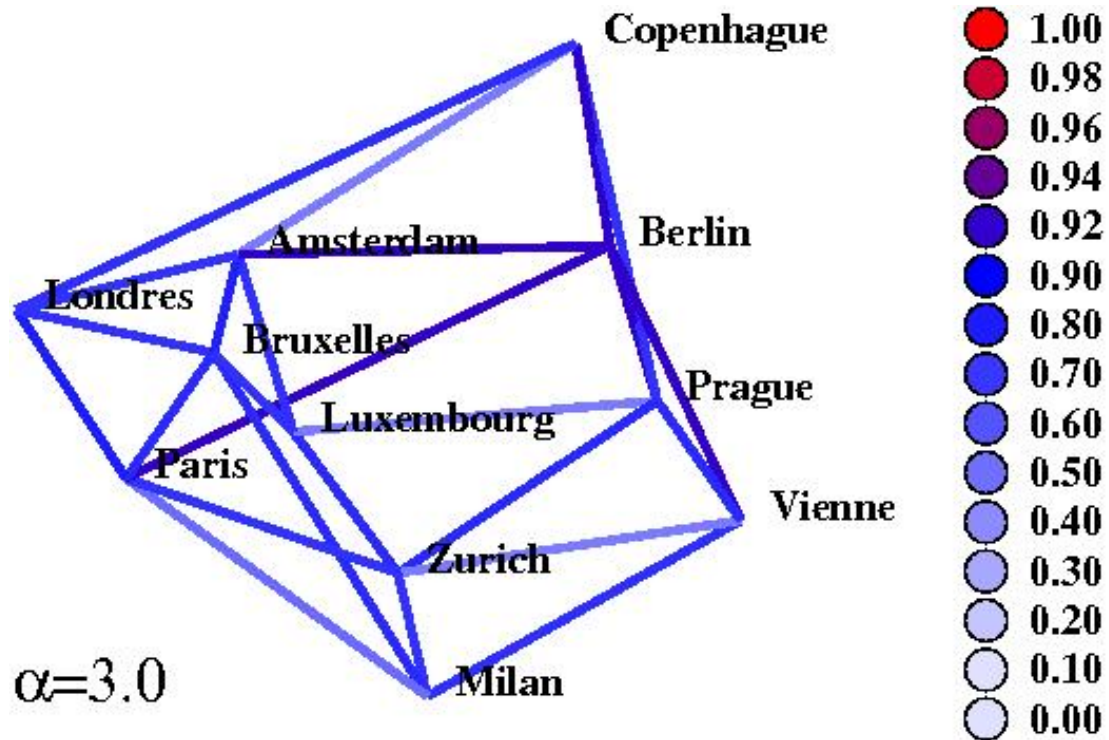 Copenhague
Amsterdam
Berlin
Londres
Bruxelles
Prague
Luxembourg
Paris
Vienne
Zurich
Milan
α=3.0
1.00
0.98
0.96
0.94
0.92
0.90
0.80
0.70
0.60
0.50
0.40
0.30
0.20
0.10
0.00